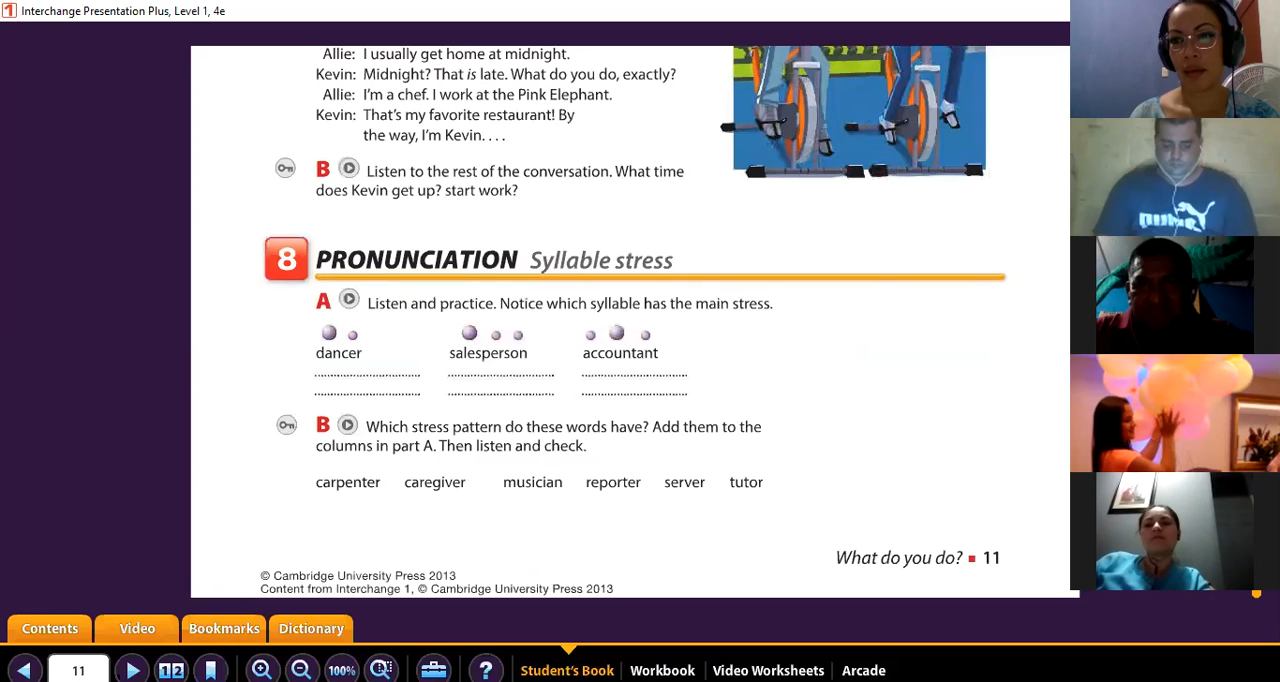 Interchange Presentation Plus, Level 1, 4e
Allie: I usually get home at midnight.
Kevin: Midnight? That is late. What do you do, exactly?
Allie: I'm a chef. I work at the Pink Elephant.
Kevin: That's my favorite restaurant! By
the way, I'm Kevin. . . .
B Listen to the rest of the conversation. What time
does Kevin get up? start work?
8 PRONUNCIATION Syllable stress
A Listen and practice. Notice which syllable has the main stress.
dancer salesperson accountant
B Which stress pattern do these words have? Add them to the
columns in part A. Then listen and check.
carpenter caregiver musician reporter server tutor
What do you do? 11
© Cambridge University Press 2013
Content from Interchange 1, © Cambridge University Press 2013
Contents Video Bookmarks Dictionary
11 1 2 100% ? Student's Book Workbook Video Worksheets Arcade